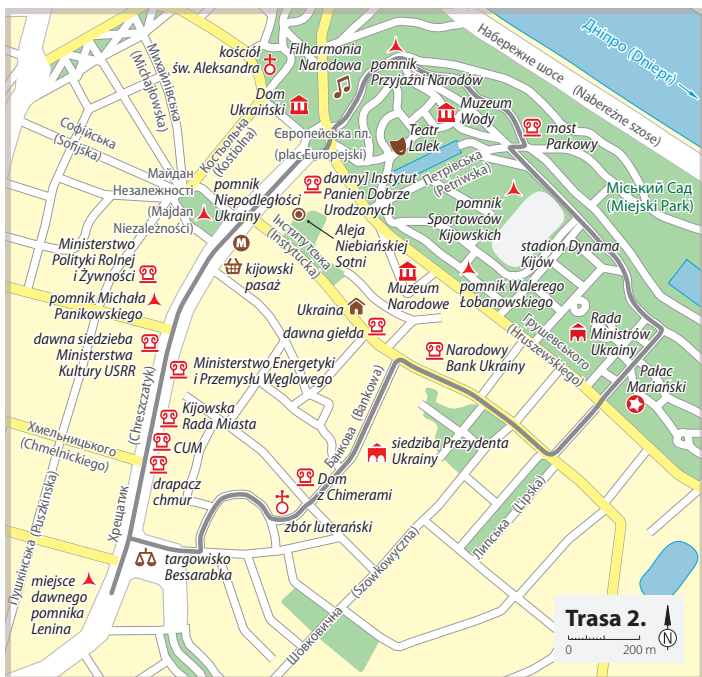 Дніпро (Dniepr)
Набережне шосе (Nabereżne szose)
Михайлівська
(Michajłowska)
kościół
św. Aleksandra
Filharmonia
Narodowa
pomnik
Przyjaźni Narodów
Dom
Ukraiński
Muzeum
Wody
Софійська
(Sofijska)
Костьольна
(Kostiolna)
Європейська пл.
(plac Europejski)
Teatr
Lalek
most
Parkowy
Петрівська
(Petriwska)
Майдан
Незалежності
(Majdan
Niezależnosti)
pomnik
Niepodległości
Ukrainy
dawny] Instytut
Panien Dobrze
Urodzonych
Міський Сад
(Miejski Park)
pomnik
Sportowców
Kijowskich
Інститутська
(Instytucka)
Aleja
Niebiańskiej
Sotni
stadion Dynama
Kijów
Ministerstwo
Polityki Rolnej
i Żywności
M
kijowski
pasaż
Muzeum
Narodowe
pomnik Walerego
Łobanowskiego
pomnik Michała
Panikowskiego
Ukraina
dawna giełda
Грушевського
(Hruszewskiego)
Rada
Ministrów
Ukrainy
dawna siedzieba
Ministerstwa
Kultury USRR
Ministerstwo Energetyki
i Przemysłu Węglowego
Narodowy
Bank Ukrainy
Pałac
Mariański
Хрещатик (Chreszczatyk)
Банкова (Bankowa)
Kijowska
Rada Miasta
Хмельницького
(Chmelnickiego)
CUM
siedziba Prezydenta
Ukrainy
drapacz
chmur
Dom
z Chimerami
Липська (Lipska)
Пушкінська (Puszkinska)
zbór luterański
targowisko
Bessarabka
miejsce
dawnego
pomnika
Lenina
Шовковична (Szowkowyczna)
Trasa 2.
N
0 200 m